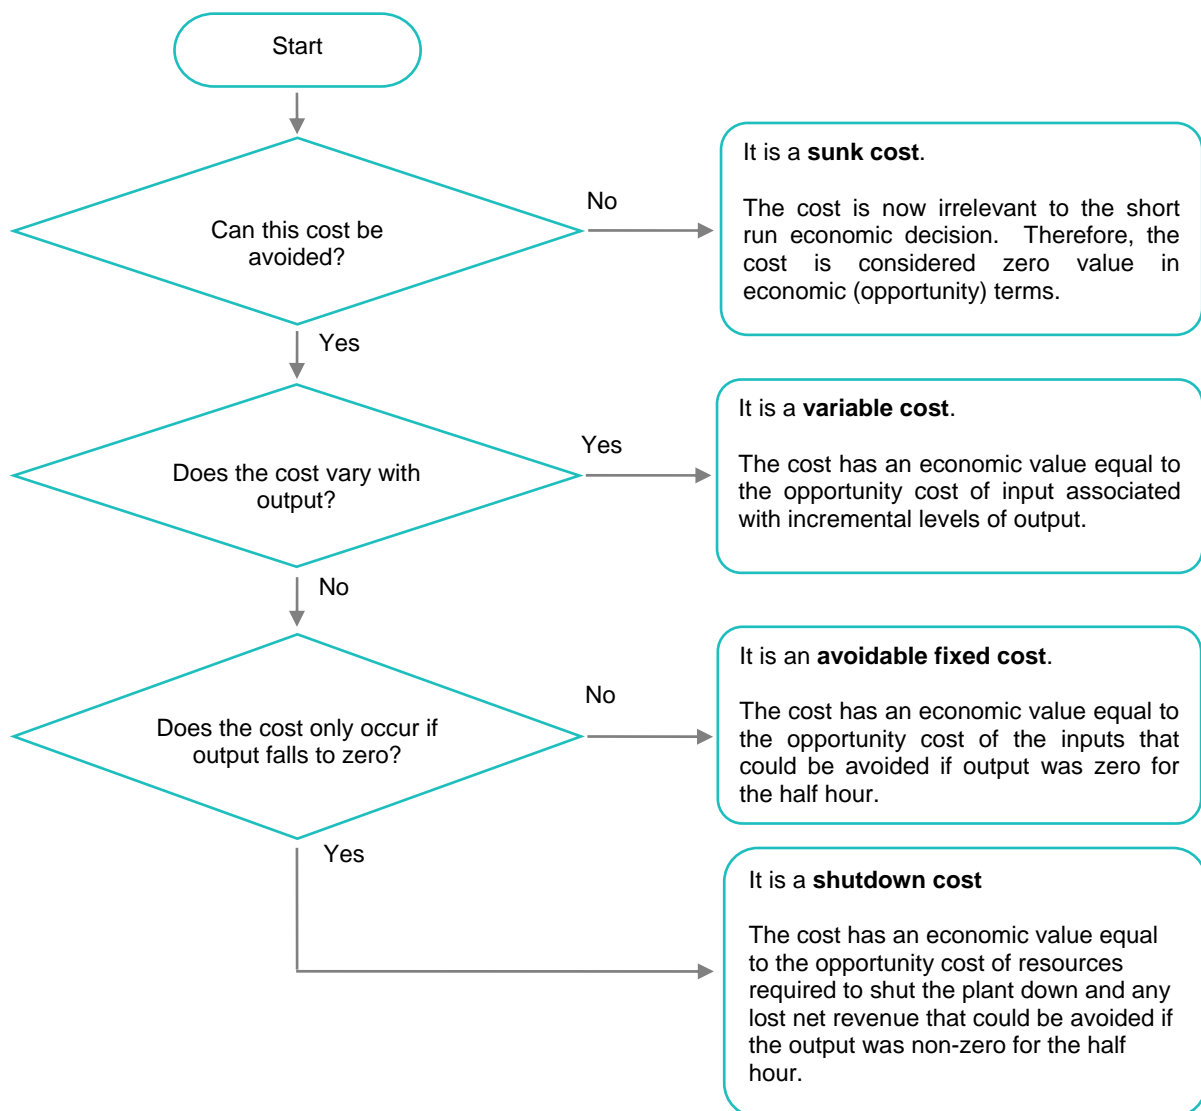 Start
Can this cost be
avoided?
No
It is a sunk cost.
The cost is now irrelevant to the short
run economic decision. Therefore, the
cost is considered zero value in
economic (opportunity) terms.
Yes
Does the cost vary with
output?
Yes
It is a variable cost.
The cost has an economic value equal to
the opportunity cost of input associated
with incremental levels of output.
No
Does the cost only occur if
output falls to zero?
No
It is an avoidable fixed cost.
The cost has an economic value equal to
the opportunity cost of the inputs that
could be avoided if output was zero for
the half hour.
Yes
It is a shutdown cost
The cost has an economic value equal
to the opportunity cost of resources
required to shut the plant down and any
lost net revenue that could be avoided if
the output was non-zero for the half
hour.